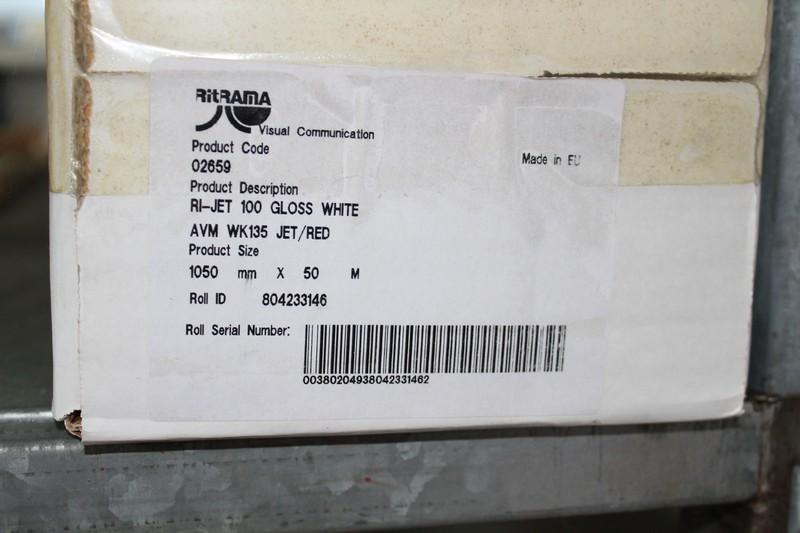 RitRAMA
Visual Communication
Product Code
02659
Made in EU
Product Description
RI-JET 100 GLOSS WHITE
AVM WK135 JET/RED
Product Size
1050 mm X 50 M
Roll ID 804233146
Roll Serial Number:
00380204938042331462